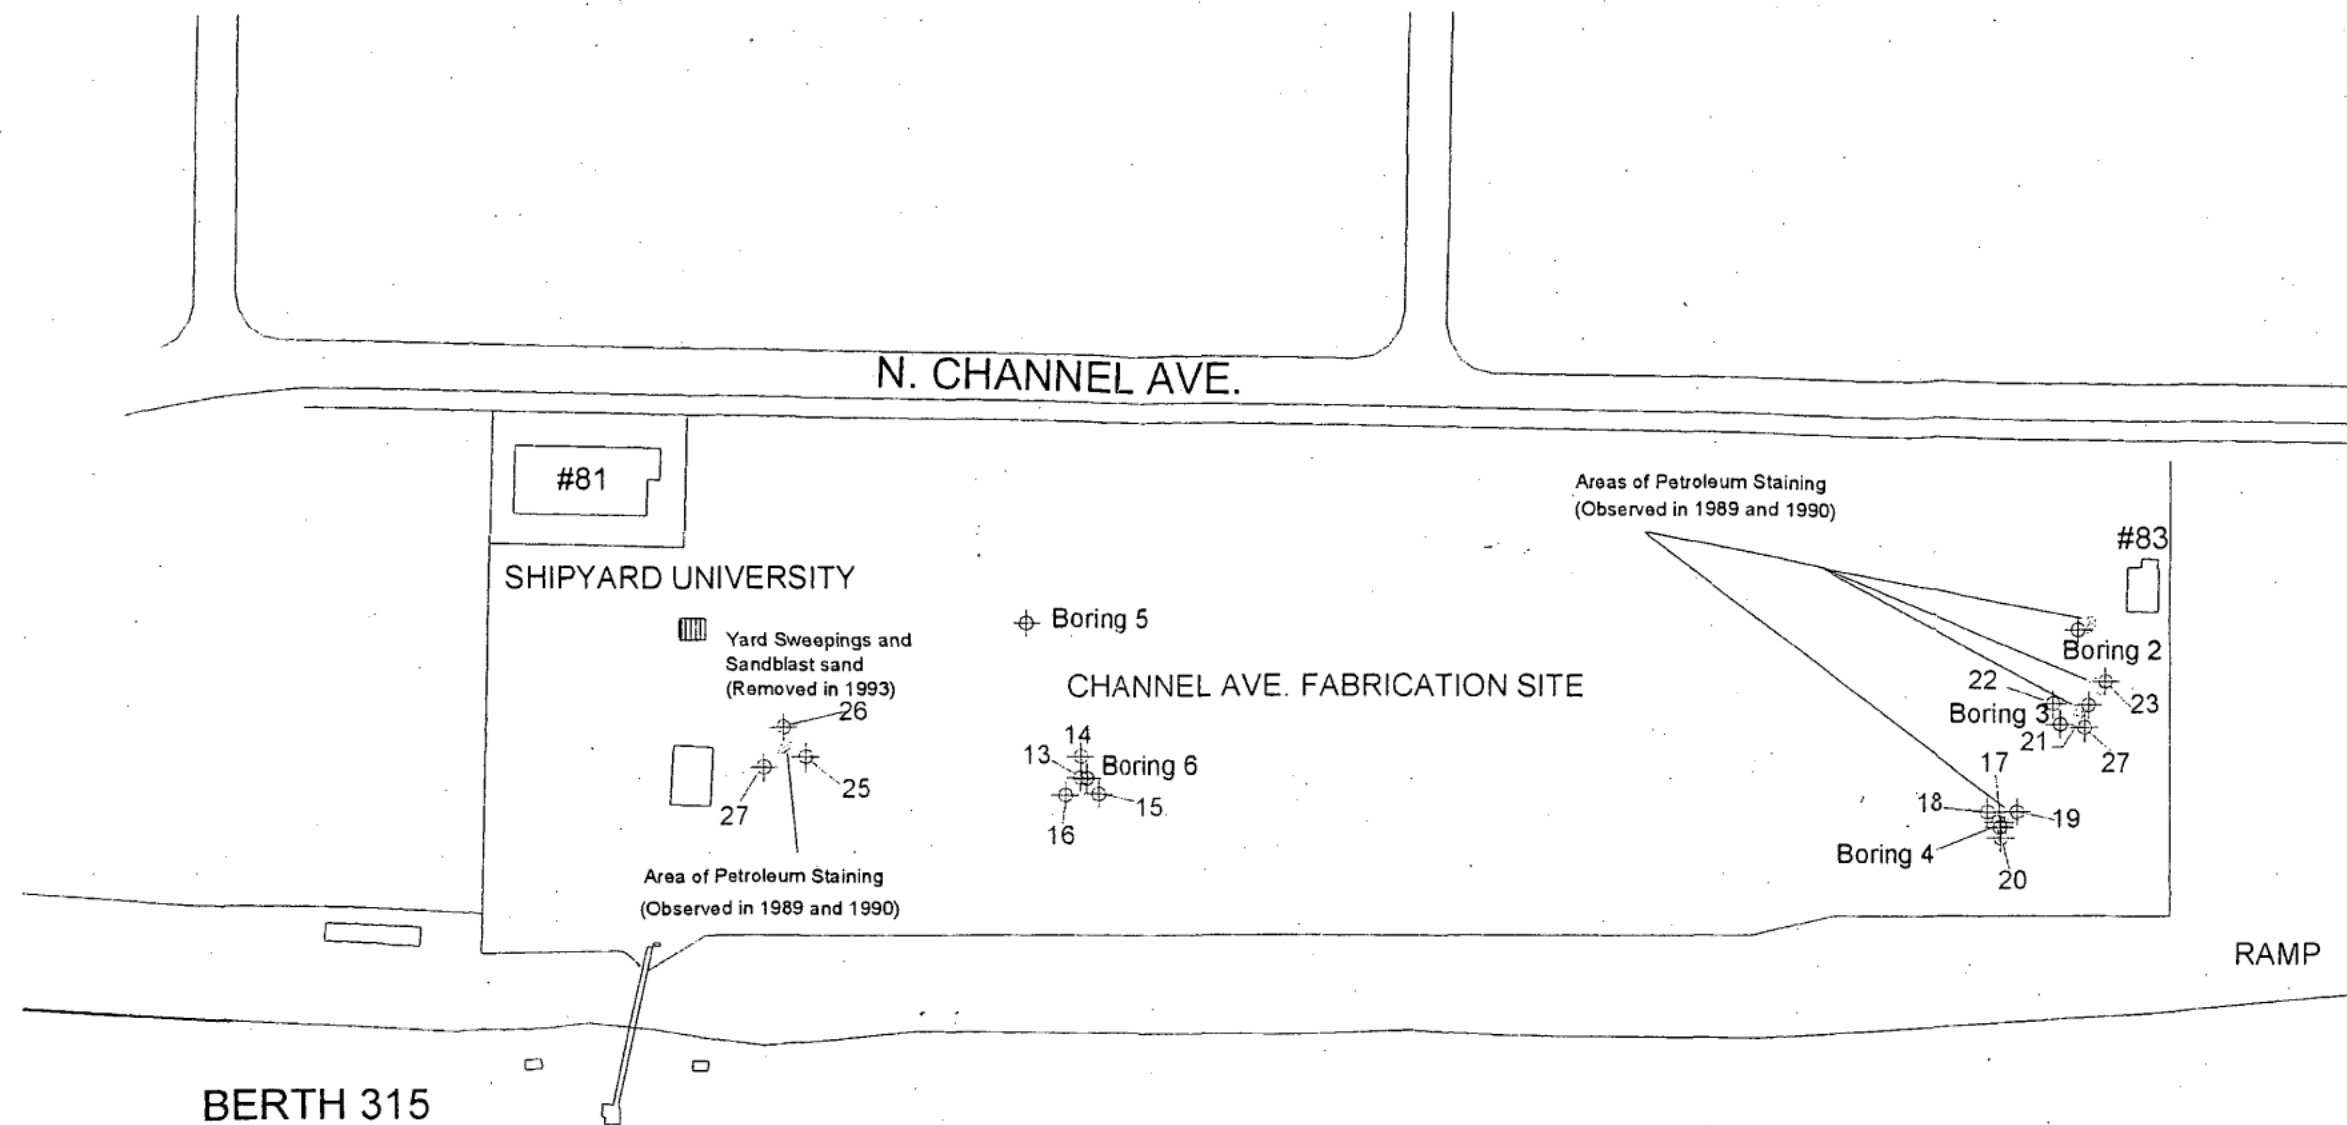 N. CHANNEL AVE.
#81
Areas of Petroleum Staining
(Observed in 1989 and 1990)
#83
SHIPYARD UNIVERSITY
Boring 5
Yard Sweepings and
Sandblast sand
(Removed in 1993)
Boring 2
CHANNEL AVE. FABRICATION SITE
22
23
26
Boring 3
14
21
13
Boring 6
17
27
25
18
15
27
19
16
Boring 4
Area of Petroleum Staining
20
(Observed in 1989 and 1990)
RAMP
BERTH 315